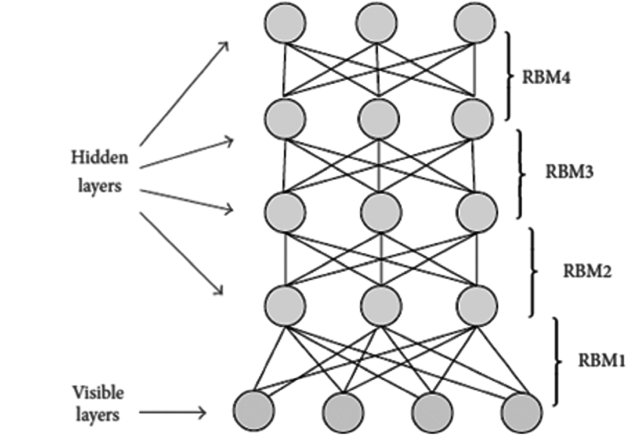 RBM4
Hidden
layers
RBM3
RBM2
RBM1
Visible
layers